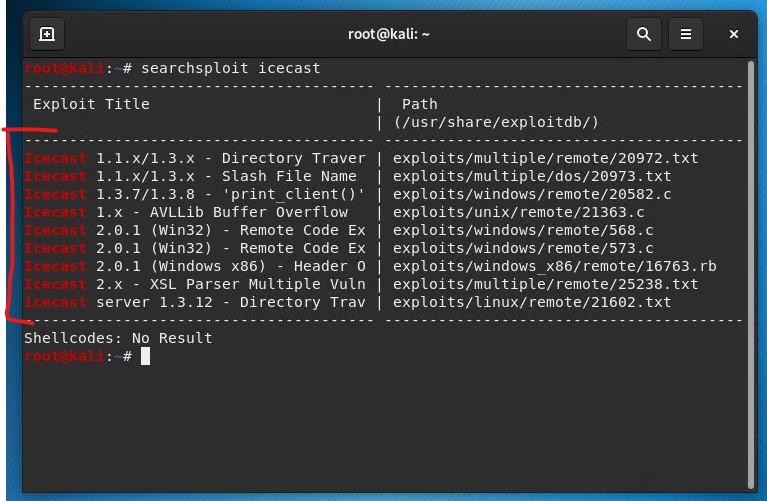 root@kali: ~
root@kali:~# searchsploit icecast
---------------------------------------- ----------------------------------------
Exploit Title | Path
| (/usr/share/exploitdb/)
---------------------------------------- ----------------------------------------
Icecast 1.1.x/1.3.x - Directory Traver | exploits/multiple/remote/20972.txt
Icecast 1.1.x/1.3.x - Slash File Name | exploits/multiple/dos/20973.txt
Icecast 1.3.7/1.3.8 - 'print_client()' | exploits/windows/remote/20582.c
Icecast 1.x - AVLLib Buffer Overflow | exploits/unix/remote/21363.c
Icecast 2.0.1 (Win32) - Remote Code Ex | exploits/windows/remote/568.c
Icecast 2.0.1 (Win32) - Remote Code Ex | exploits/windows/remote/573.c
Icecast 2.0.1 (Windows x86) - Header O | exploits/windows_x86/remote/16763.rb
Icecast 2.x - XSL Parser Multiple Vuln | exploits/multiple/remote/25238.txt
icecast server 1.3.12 - Directory Trav | exploits/linux/remote/21602.txt
---------------------------------------- ----------------------------------------
Shellcodes: No Result
root@kali:~#